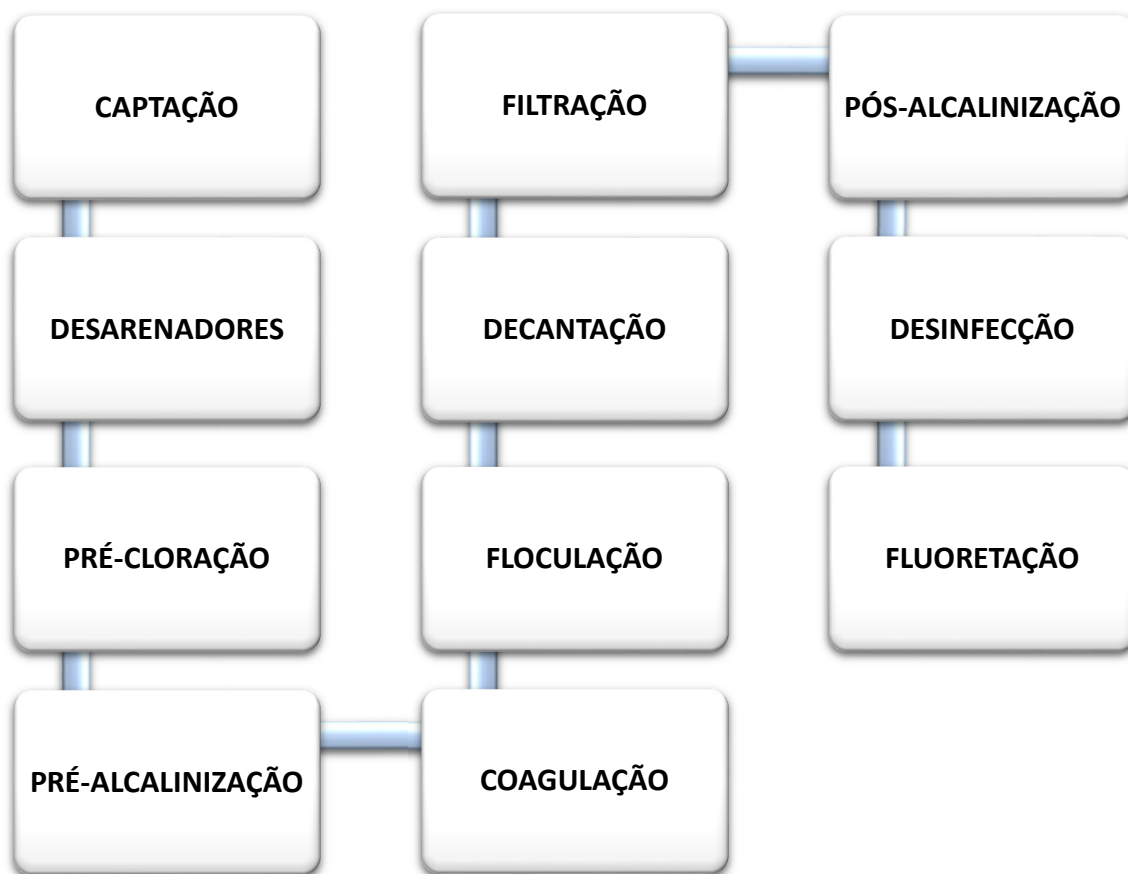 CAPTAÇÃO
DESARENADORES
PRÉ-CLORAÇÃO
PRÉ-ALCALINIZAÇÃO
COAGULAÇÃO
FLOCULAÇÃO
DECANTAÇÃO
FILTRAÇÃO
PÓS-ALCALINIZAÇÃO
DESINFECÇÃO
FLUORETAÇÃO